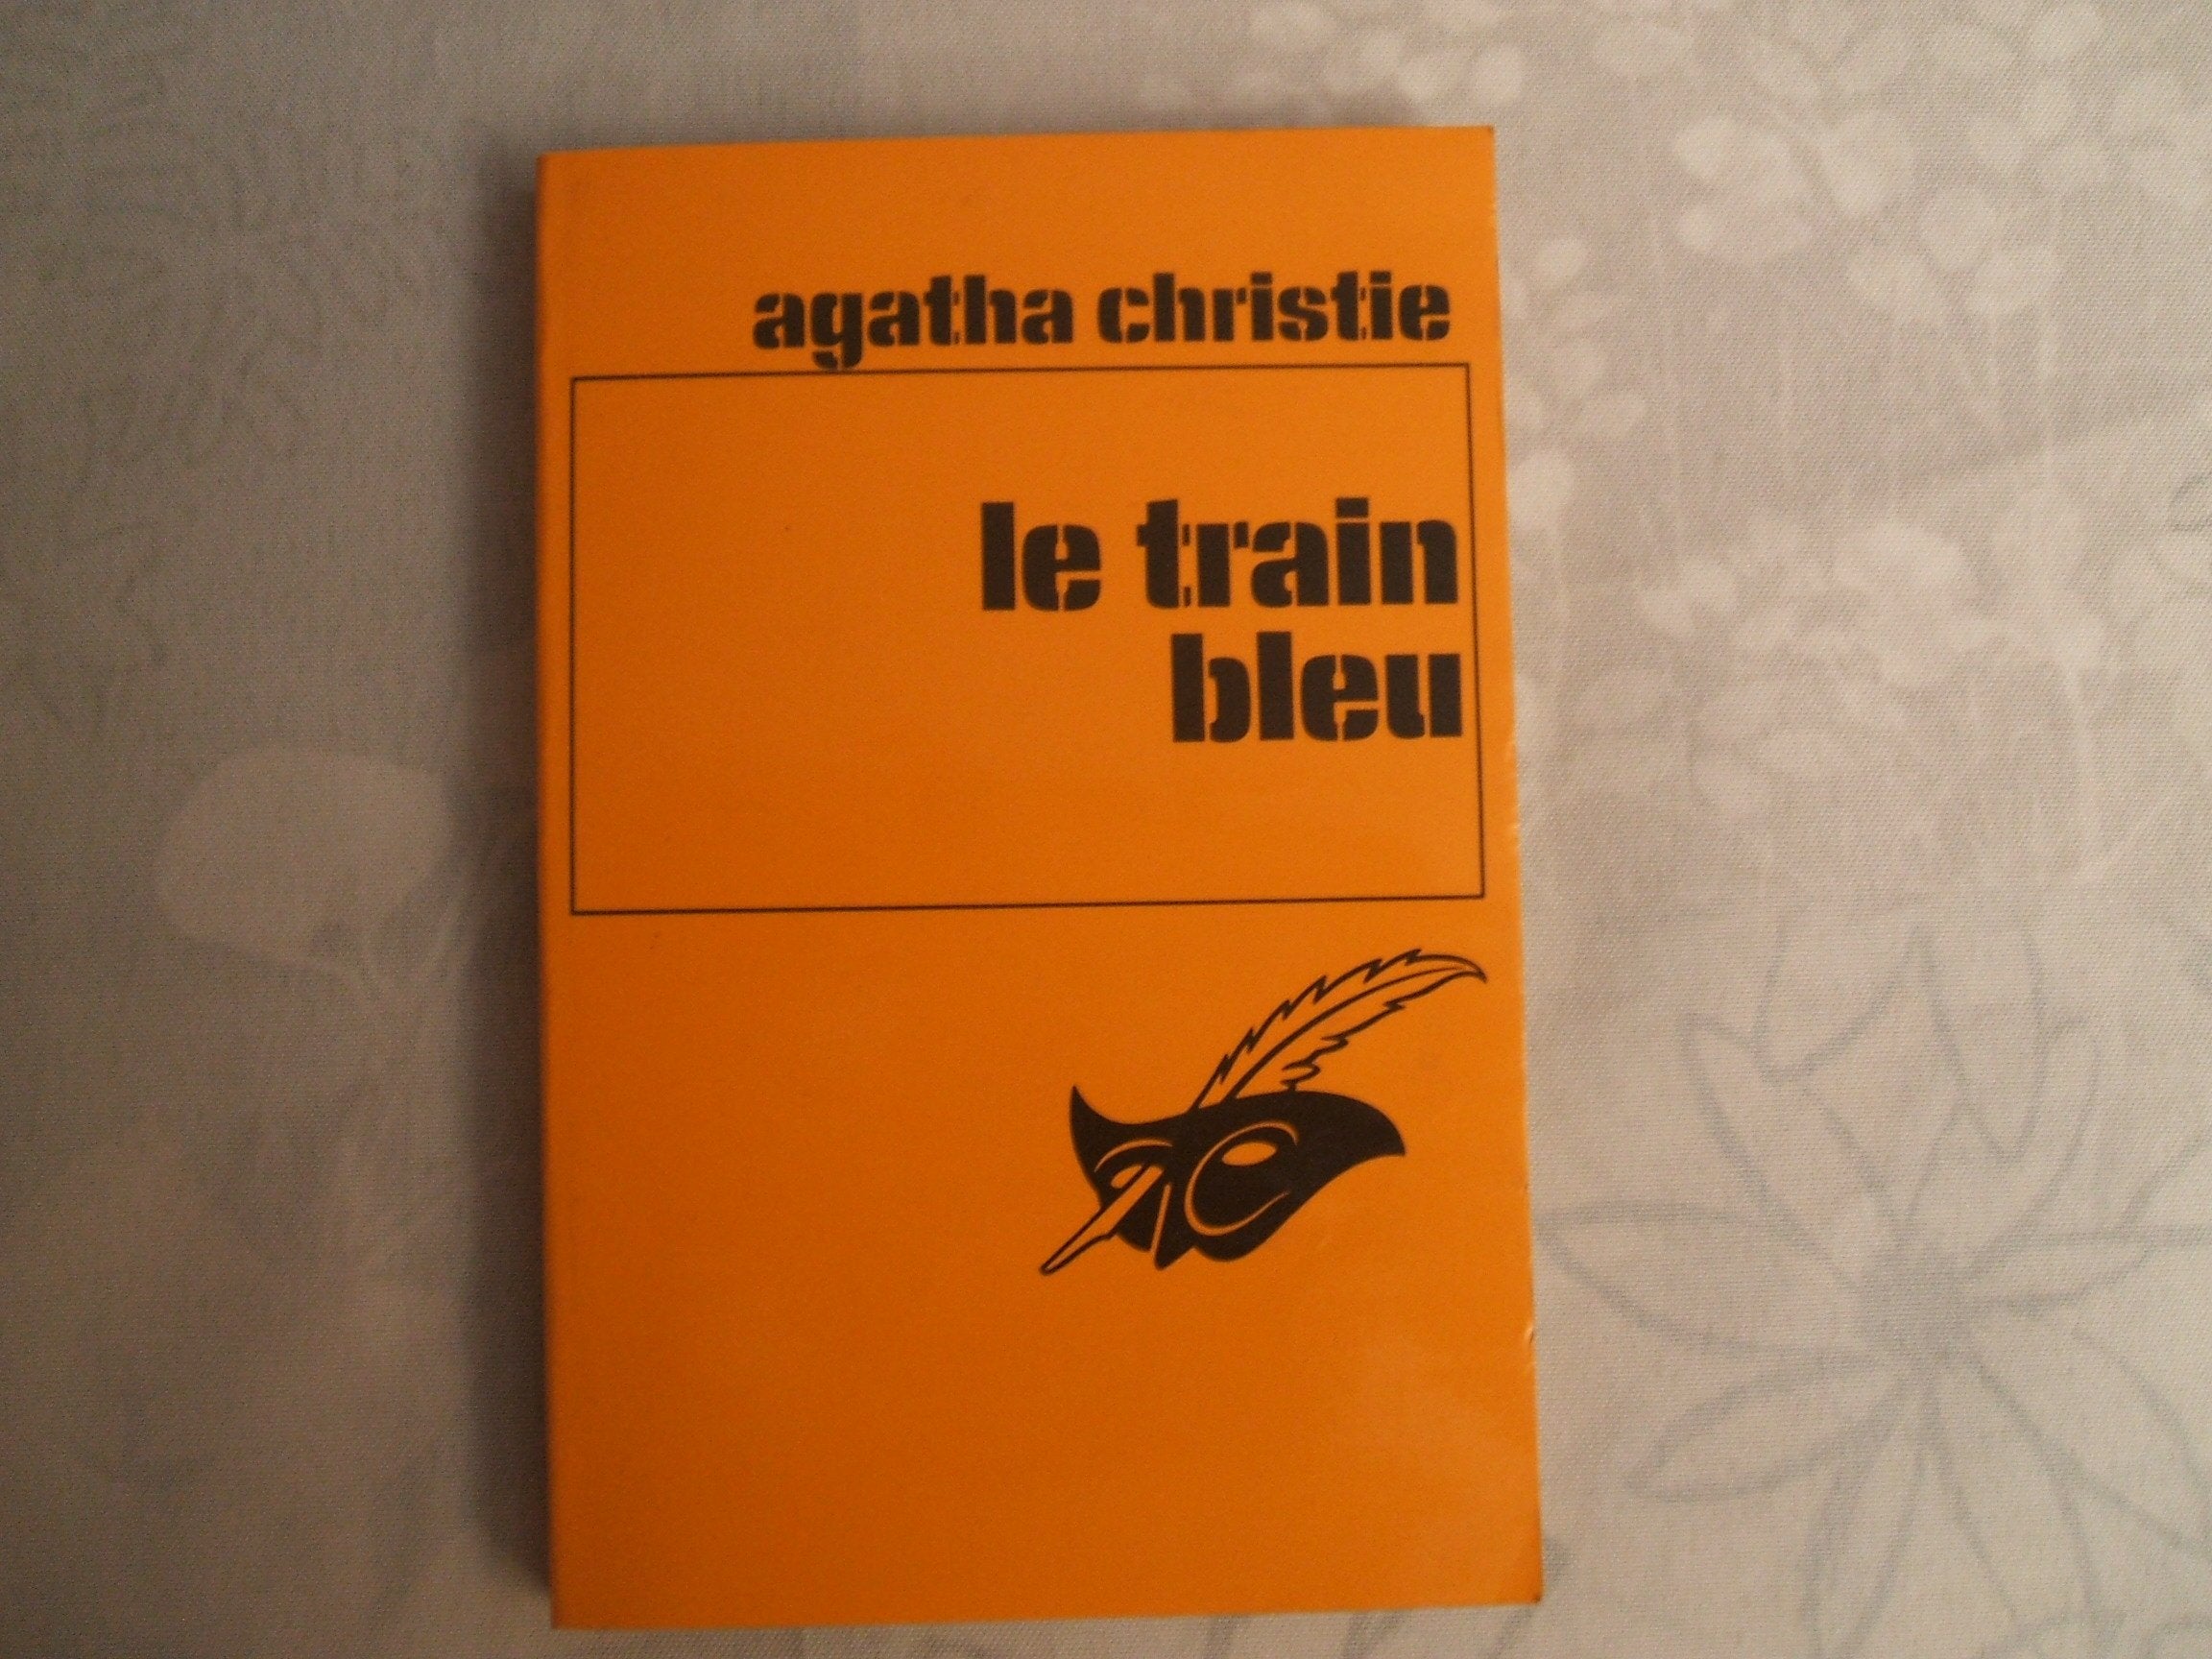 agatha christie
le train
bleu